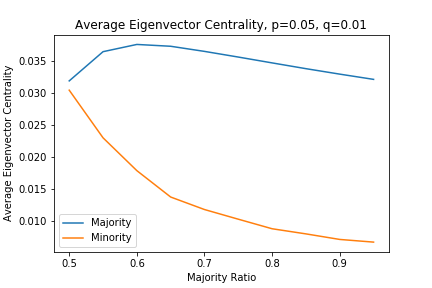 Average Eigenvector Centrality, p=0.05, q=0.01
Average Eigenvector Centrality
0.035
0.030
0.025
0.020
0.015
0.010
Majority
Minority
0.5 0.6 0.7 0.8 0.9
Majority Ratio